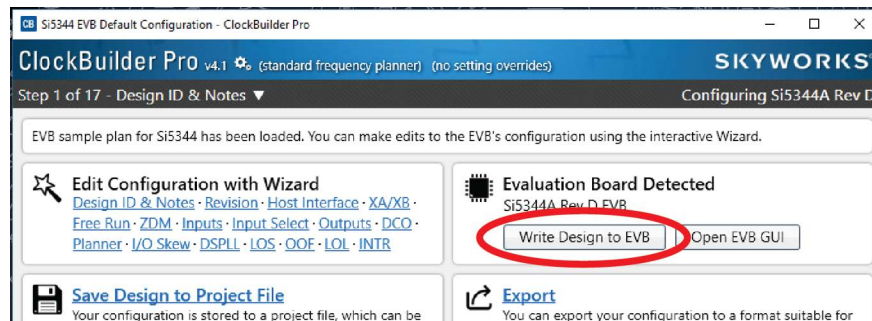 CB Si5344 EVB Default Configuration - ClockBuilder Pro
ClockBuilder Pro v4.1 (standard frequency planner) (no setting overrides) SKYWORKS
Step 1 of 17 - Design ID & Notes ▼ Configuring Si5344A Rev D
EVB sample plan for Si5344 has been loaded. You can make edits to the EVB's configuration using the interactive Wizard.
Edit Configuration with Wizard
Design ID & Notes · Revision · Host Interface · XA/XB ·
Free Run · ZDM · Inputs · Input Select · Outputs · DCO ·
Planner · I/O Skew · DSPLL · LOS · OOF · LOL · INTR
Evaluation Board Detected
Si5344A Rev D EVB
Write Design to EVB Open EVB GUI
Save Design to Project File
Your configuration is stored to a project file, which can be
Export
You can export your configuration to a format suitable for